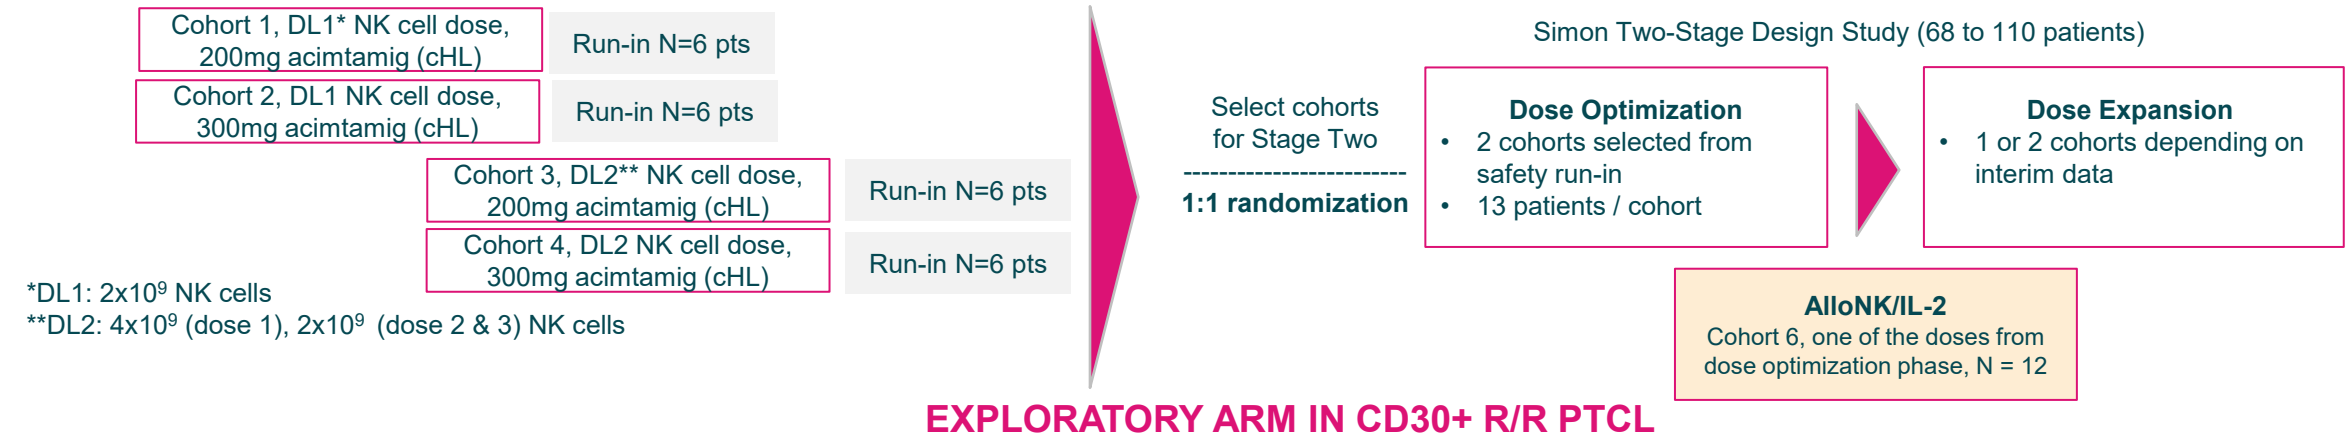 Cohort 1, DL1* NK cell dose,
200mg acimtamig (cHL)
Run-in N=6 pts
Cohort 2, DL1 NK cell dose,
300mg acimtamig (cHL)
Run-in N=6 pts
Cohort 3, DL2** NK cell dose,
200mg acimtamig (cHL)
Run-in N=6 pts
Cohort 4, DL2 NK cell dose,
300mg acimtamig (cHL)
Run-in N=6 pts
*DL1: 2x10⁹ NK cells
**DL2: 4x10⁹ (dose 1), 2x10⁹ (dose 2 & 3) NK cells
Select cohorts
for Stage Two
------------------------
1:1 randomization
Simon Two-Stage Design Study (68 to 110 patients)
Dose Optimization
• 2 cohorts selected from
safety run-in
• 13 patients / cohort
Dose Expansion
• 1 or 2 cohorts depending on
interim data
AlloNK/IL-2
Cohort 6, one of the doses from
dose optimization phase, N = 12
EXPLORATORY ARM IN CD30+ R/R PTCL